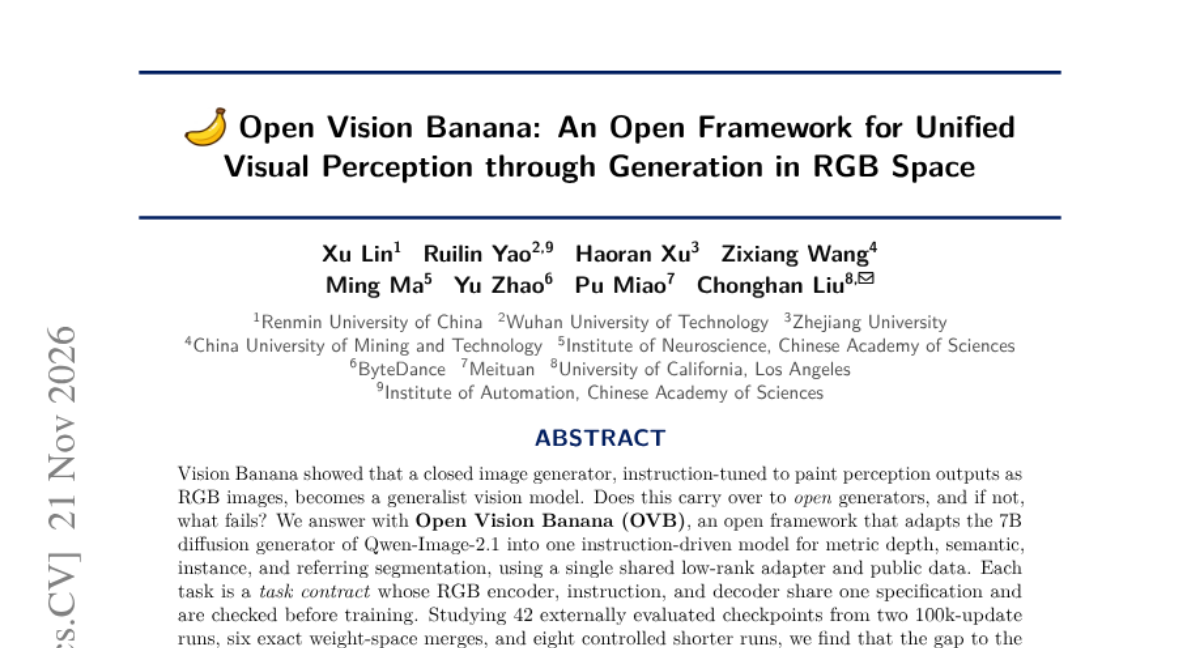 Open Vision Banana: An Open Framework for Unified
Visual Perception through Generation in RGB Space
Xu Lin1 Ruilin Yao2,9 Haoran Xu3 Zixiang Wang4
Ming Ma5 Yu Zhao6 Pu Miao7 Chonghan Liu8,✉
1Renmin University of China 2Wuhan University of Technology 3Zhejiang University
4China University of Mining and Technology 5Institute of Neuroscience, Chinese Academy of Sciences
6ByteDance 7Meituan 8University of California, Los Angeles
9Institute of Automation, Chinese Academy of Sciences
ABSTRACT
Vision Banana showed that a closed image generator, instruction-tuned to paint perception outputs as
RGB images, becomes a generalist vision model. Does this carry over to open generators, and if not,
what fails? We answer with Open Vision Banana (OVB), an open framework that adapts the 7B
diffusion generator of Qwen-Image-2.1 into one instruction-driven model for metric depth, semantic,
instance, and referring segmentation, using a single shared low-rank adapter and public data. Each
task is a task contract whose RGB encoder, instruction, and decoder share one specification and
are checked before training. Studying 42 externally evaluated checkpoints from two 100k-update
runs, six exact weight-space merges, and eight controlled shorter runs, we find that the gap to the
cs.CV] 21 Nov 2026